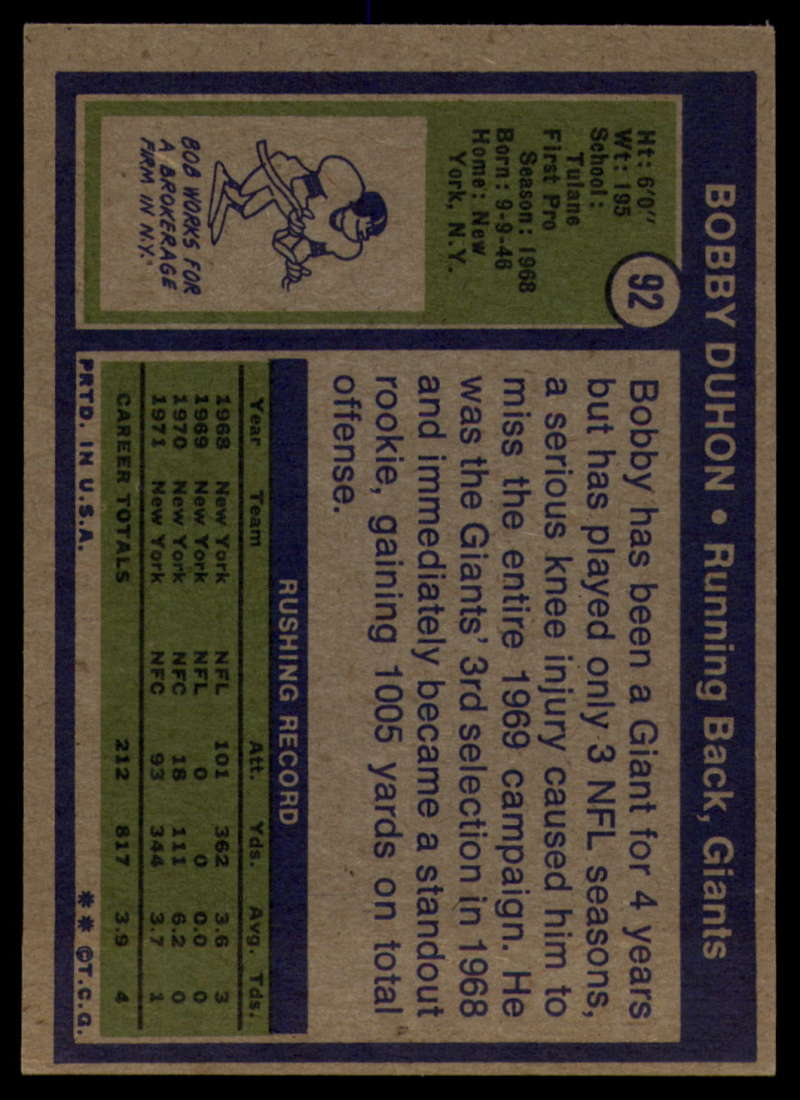 BOBBY DUHON • Running Back, Giants
92
Ht: 6'0"
Wt: 195
School:
Tulane
First Pro
Season: 1968
Born: 9-9-46
Home: New
York, N.Y.
BOB WORKS FOR
A BROKERAGE
FIRM IN N.Y.
Bobby has been a Giant for 4 years
but has played only 3 NFL seasons,
a serious knee injury caused him to
miss the entire 1969 campaign. He
was the Giants' 3rd selection in 1968
and immediately became a standout
rookie, gaining 1005 yards on total
offense.
RUSHING RECORD
Year Team Att. Yds. Avg. Tds.
1968 New York NFL 101 362 3.6 3
1969 New York NFL 0 0 0.0 0
1970 New York NFC 18 111 6.2 0
1971 New York NFC 93 344 3.7 1
CAREER TOTALS 212 817 3.9 4
PRTD. IN U.S.A. ** ©T.C.G.